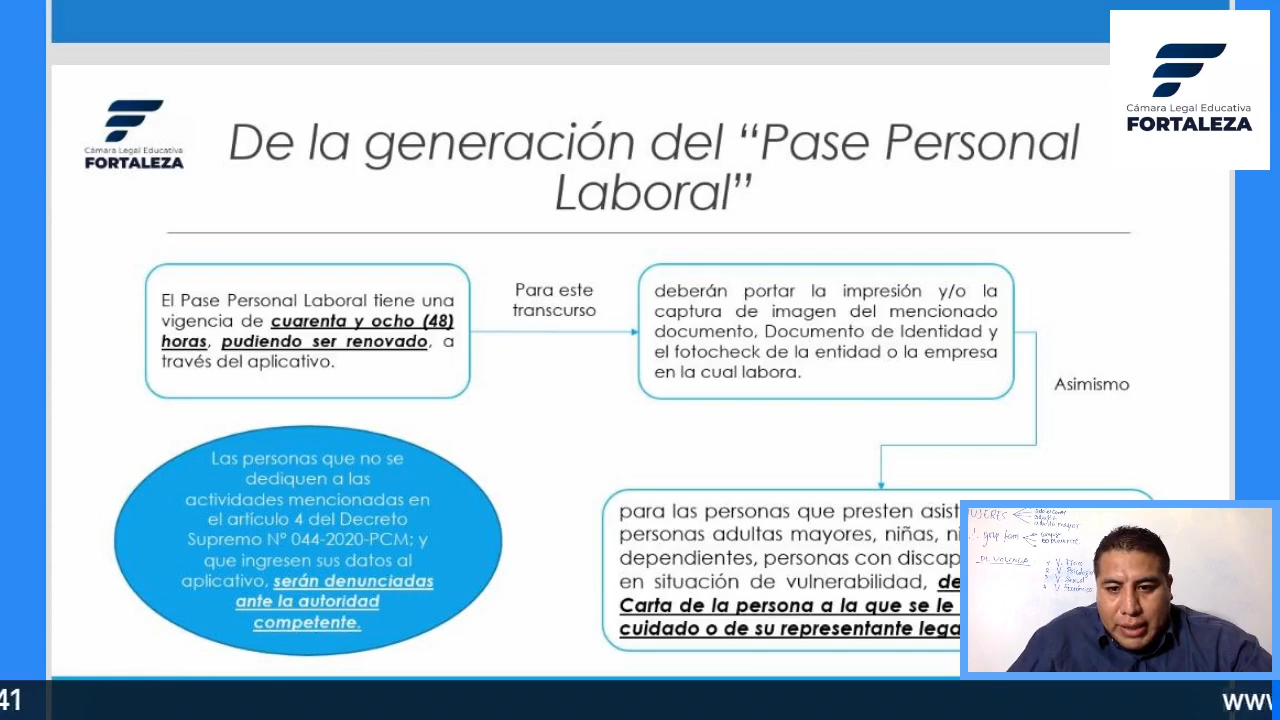 Cámara Legal Educativa
FORTALEZA
Cámara Legal Educativa
FORTALEZA
De la generación del “Pase Personal
Laboral”
El Pase Personal Laboral tiene una
vigencia de cuarenta y ocho (48)
horas, pudiendo ser renovado, a
través del aplicativo.
Para este
transcurso
deberán portar la impresión y/o la
captura de imagen del mencionado
documento, Documento de Identidad y
el fotocheck de la entidad o la empresa
en la cual labora.
Asimismo
Las personas que no se
dediquen a las
actividades mencionadas en
el artículo 4 del Decreto
Supremo Nº 044-2020-PCM; y
que ingresen sus datos al
aplicativo, serán denunciadas
ante la autoridad
competente.
para las personas que presten
personas adultas mayores, niñas,
dependientes, personas con
en situación de vulnerabilidad,
Carta de la persona a la que se le
cuidado o de su representante
41
www